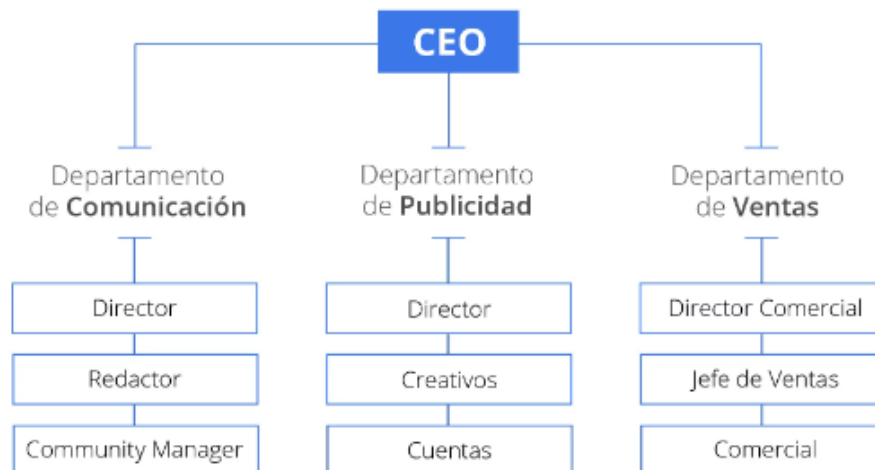 CEO
Departamento
de Comunicación
Departamento
de Publicidad
Departamento
de Ventas
Director
Redactor
Community Manager
Director
Creativos
Cuentas
Director Comercial
Jefe de Ventas
Comercial